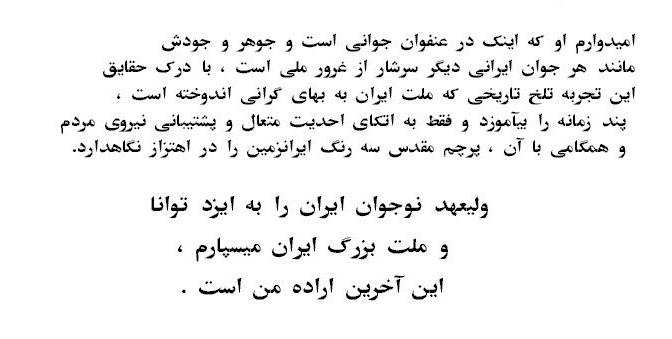 امیدوارم او که اینک در عنفوان جوانی است و جوهر و جودش
مانند هر جوان ایرانی دیگر سرشار از غرور ملی است ، با درک حقایق
این تجربه تلخ تاریخی که ملت ایران به بهای گرانی اندوخته است ،
پند زمانه را بیآموزد و فقط به اتکای احدیت متعال و پشتیبانی نیروی مردم
و همگامی با آن ، پرچم مقدس سه رنگ ایرانزمین را در اهتزاز نگاهدارد.
ولیعهد نوجوان ایران را به ایزد توانا
و ملت بزرگ ایران میسپارم ،
این آخرین اراده من است .